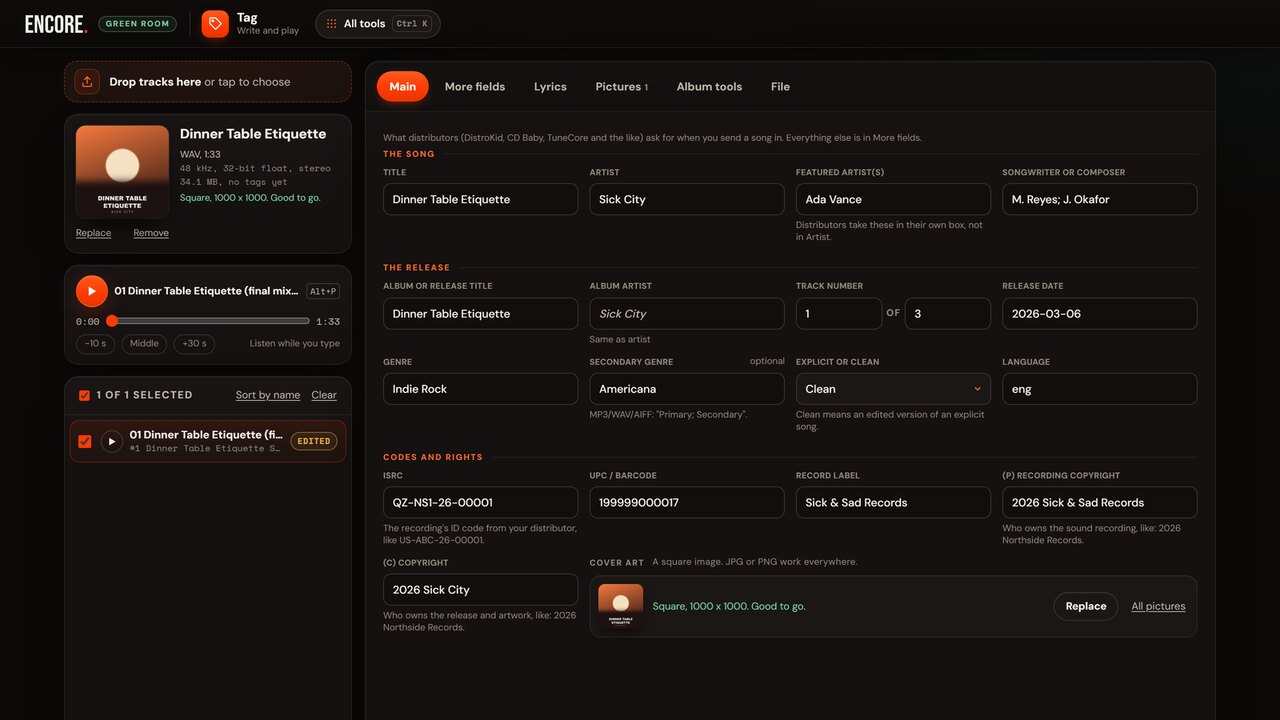 ENCORE.
GREEN ROOM
Tag
Write and play
All tools
Ctrl K
Drop tracks here or tap to choose
DINNER TABLE
ETIQUETTE
SICK CITY
Dinner Table Etiquette
WAV, 1:33
48 kHz, 32-bit float, stereo
34.1 MB, no tags yet
Square, 1000 x 1000. Good to go.
Replace
Remove
01 Dinner Table Etiquette (final mix...
Alt+P
0:00
1:33
-10 s
Middle
+30 s
Listen while you type
1 OF 1 SELECTED
Sort by name
Clear
01 Dinner Table Etiquette (fi...
#1 Dinner Table Etiquette S...
EDITED
Main
More fields
Lyrics
Pictures 1
Album tools
File
What distributors (DistroKid, CD Baby, TuneCore and the like) ask for when you send a song in. Everything else is in More fields.
THE SONG
TITLE
Dinner Table Etiquette
ARTIST
Sick City
FEATURED ARTIST(S)
Ada Vance
Distributors take these in their own box, not
in Artist.
SONGWRITER OR COMPOSER
M. Reyes; J. Okafor
THE RELEASE
ALBUM OR RELEASE TITLE
Dinner Table Etiquette
ALBUM ARTIST
Sick City
Same as artist
TRACK NUMBER
1
OF
3
RELEASE DATE
2026-03-06
GENRE
Indie Rock
SECONDARY GENRE
optional
Americana
MP3/WAV/AIFF: "Primary; Secondary".
EXPLICIT OR CLEAN
Clean
Clean means an edited version of an explicit
song.
LANGUAGE
eng
CODES AND RIGHTS
ISRC
QZ-NS1-26-00001
The recording's ID code from your distributor,
like US-ABC-26-00001.
UPC / BARCODE
199999000017
RECORD LABEL
Sick & Sad Records
(P) RECORDING COPYRIGHT
2026 Sick & Sad Records
Who owns the sound recording, like: 2026
Northside Records.
(C) COPYRIGHT
2026 Sick City
Who owns the release and artwork, like: 2026
Northside Records.
COVER ART
A square image. JPG or PNG work everywhere.
DINNER TABLE
ETIQUETTE
Square, 1000 x 1000. Good to go.
Replace
All pictures